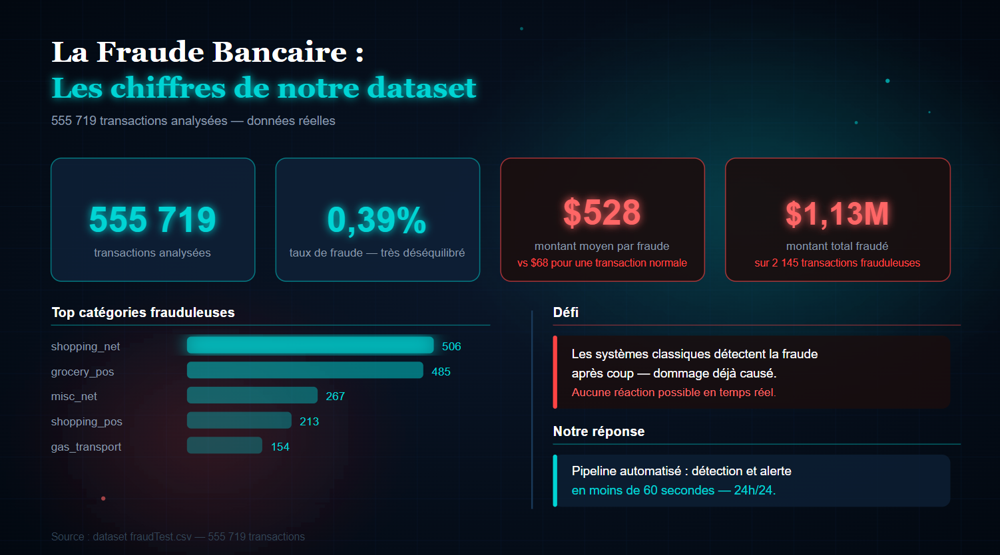 La Fraude Bancaire :
Les chiffres de notre dataset
555 719 transactions analysées — données réelles
555 719
transactions analysées
0,39%
taux de fraude — très déséquilibré
$528
montant moyen par fraude
vs $68 pour une transaction normale
$1,13M
montant total fraudé
sur 2 145 transactions frauduleuses
Top catégories frauduleuses
shopping_net 506
grocery_pos 485
misc_net 267
shopping_pos 213
gas_transport 154
Défi
Les systèmes classiques détectent la fraude
après coup — dommage déjà causé.
Aucune réaction possible en temps réel.
Notre réponse
Pipeline automatisé : détection et alerte
en moins de 60 secondes — 24h/24.
Source : dataset fraudTest.csv — 555 719 transactions